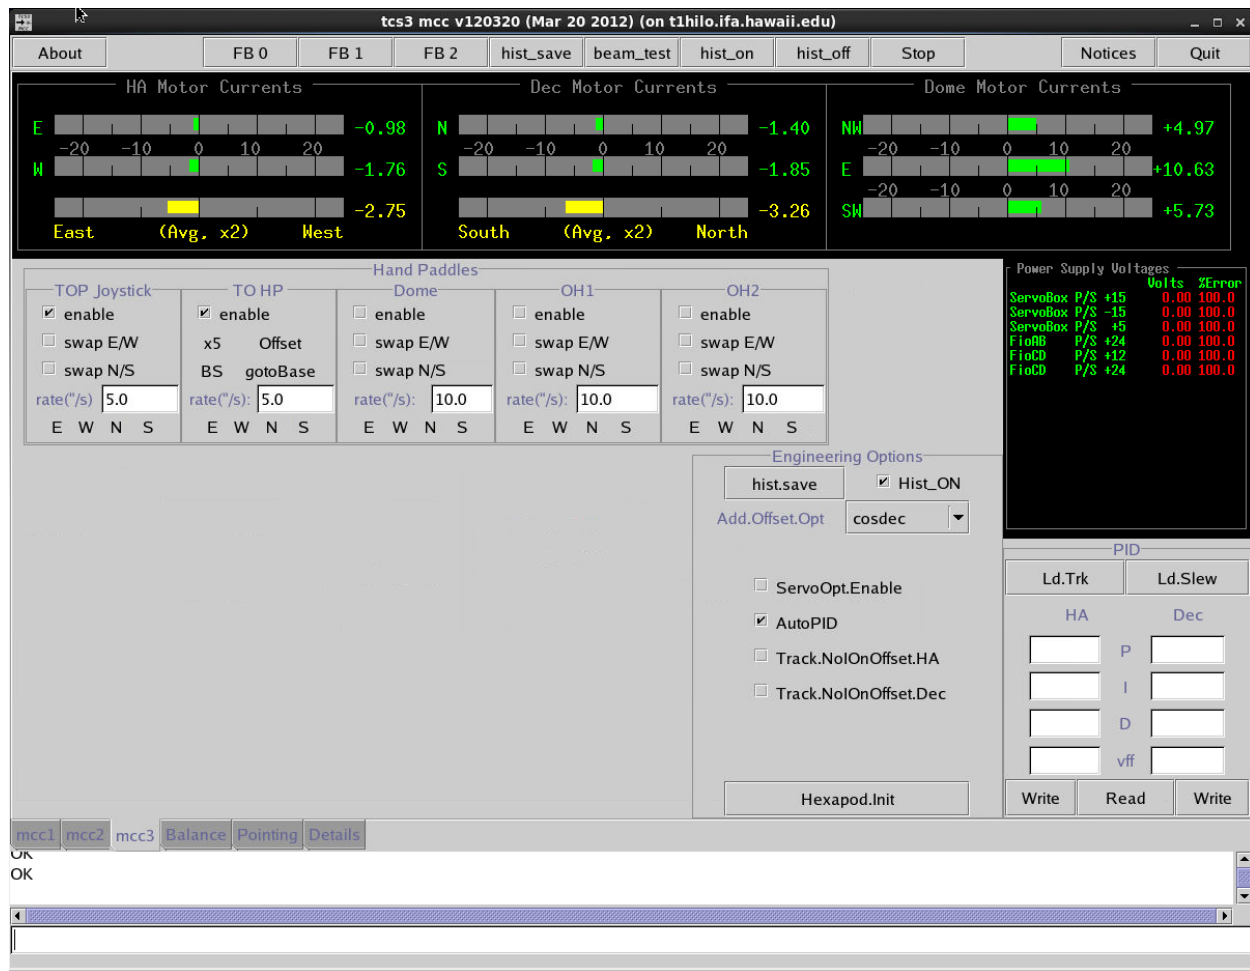 tcs3 mcc v120320 (Mar 20 2012) (on t1hilo.ifa.hawaii.edu)
About FB 0 FB 1 FB 2 hist_save beam_test hist_on hist_off Stop Notices Quit
HA Motor Currents Dec Motor Currents Dome Motor Currents
E -0.98 N -1.40 NW +4.97
-20 -10 0 10 20 -20 -10 0 10 20 -20 -10 0 10 20
W -1.76 S -1.85 E +10.63
-20 -10 0 10 20
-2.75 -3.26 SW +5.73
East (Avg, x2) West South (Avg, x2) North
Hand Paddles
TOP Joystick TO HP Dome OH1 OH2
enable enable enable enable enable
swap E/W x5 Offset swap E/W swap E/W swap E/W
swap N/S BS gotoBase swap N/S swap N/S swap N/S
rate("/s) 5.0 rate("/s): 5.0 rate("/s): 10.0 rate("/s): 10.0 rate("/s): 10.0
E W N S E W N S E W N S E W N S E W N S
Power Supply Voltages
Volts %Error
ServoBox P/S +15 0.00 100.0
ServoBox P/S -15 0.00 100.0
ServoBox P/S +5 0.00 100.0
FioAB P/S +24 0.00 100.0
FioCD P/S +12 0.00 100.0
FioCD P/S +24 0.00 100.0
Engineering Options
hist.save Hist_ON
Add.Offset.Opt cosdec
ServoOpt.Enable
AutoPID
Track.NoIOnOffset.HA
Track.NoIOnOffset.Dec
Hexapod.Init
PID
Ld.Trk Ld.Slew
HA Dec
P
I
D
vff
Write Read Write
mcc1 mcc2 mcc3 Balance Pointing Details
OK
OK